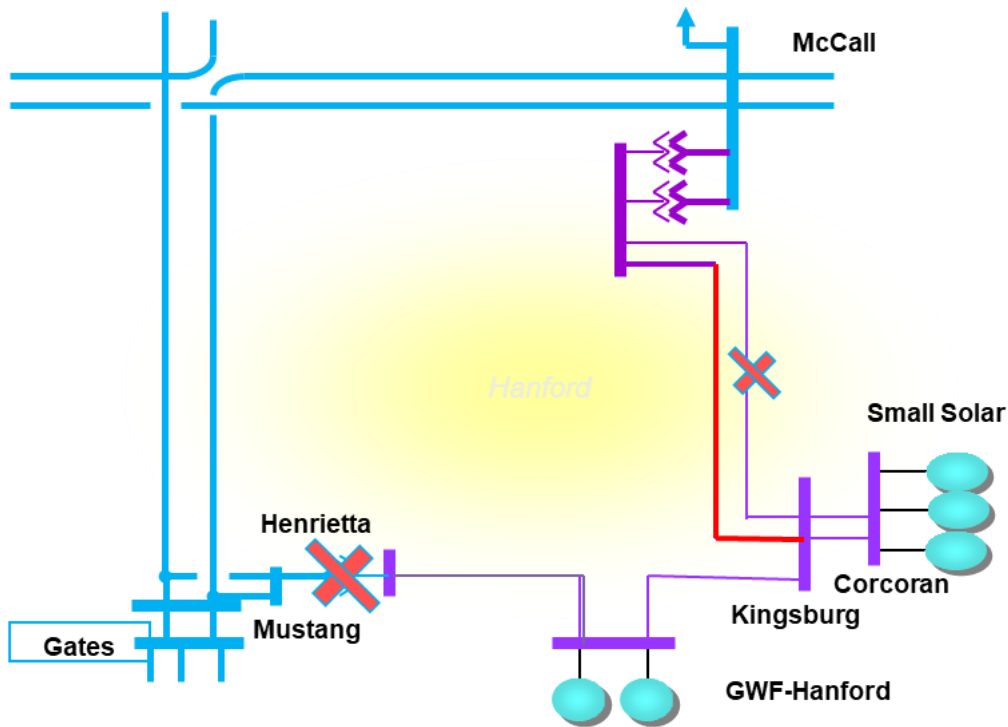 McCall
Hanford
Small Solar
Henrietta
Corcoran
Kingsburg
Mustang
Gates
GWF-Hanford